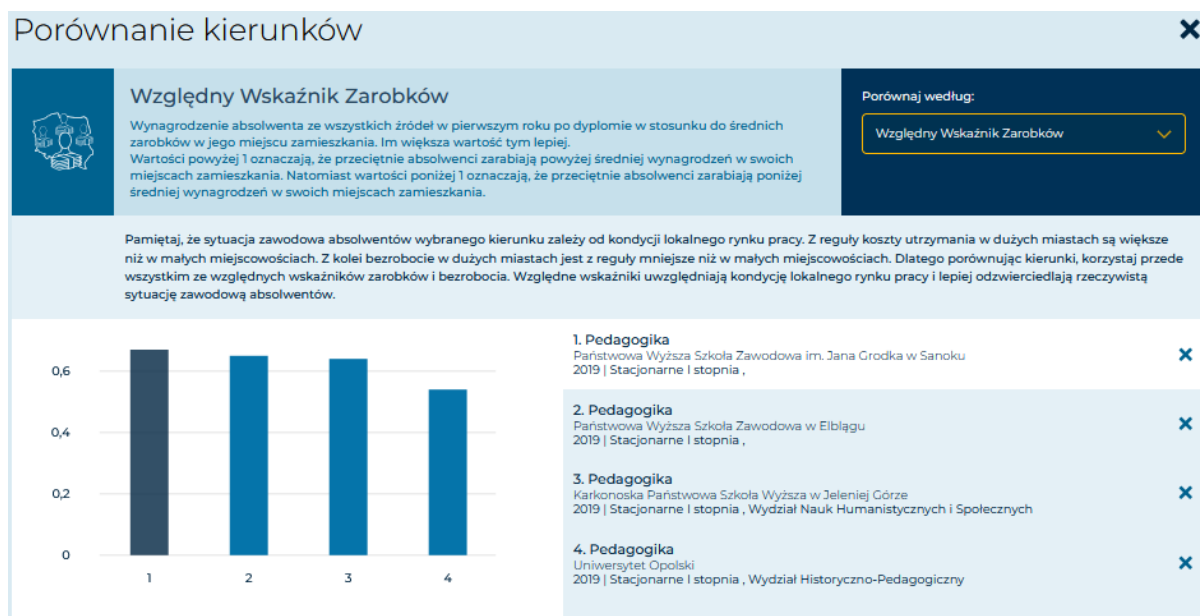 Porównanie kierunków
Względny Wskaźnik Zarobków
Wynagrodzenie absolwenta ze wszystkich źródeł w pierwszym roku po dyplomie w stosunku do średnich
zarobków w jego miejscu zamieszkania. Im większa wartość tym lepiej.
Wartości powyżej 1 oznaczają, że przeciętnie absolwenci zarabiają powyżej średniej wynagrodzeń w swoich
miejscach zamieszkania. Natomiast wartości poniżej 1 oznaczają, że przeciętnie absolwenci zarabiają poniżej
średniej wynagrodzeń w swoich miejscach zamieszkania.
Porównaj według:
Względny Wskaźnik Zarobków
Pamiętaj, że sytuacja zawodowa absolwentów wybranego kierunku zależy od kondycji lokalnego rynku pracy. Z reguły koszty utrzymania w dużych miastach są większe
niż w małych miejscowościach. Z kolei bezrobocie w dużych miastach jest z reguły mniejsze niż w małych miejscowościach. Dlatego porównując kierunki, korzystaj przede
wszystkim ze względnych wskaźników zarobków i bezrobocia. Względne wskaźniki uwzględniają kondycję lokalnego rynku pracy i lepiej odzwierciedlają rzeczywistą
sytuację zawodową absolwentów.
0,6
0,4
0,2
0
1 2 3 4
1. Pedagogika
Państwowa Wyższa Szkoła Zawodowa im. Jana Grodka w Sanoku
2019 | Stacjonarne I stopnia ,
2. Pedagogika
Państwowa Wyższa Szkoła Zawodowa w Elblągu
2019 | Stacjonarne I stopnia ,
3. Pedagogika
Karkonoska Państwowa Szkoła Wyższa w Jeleniej Górze
2019 | Stacjonarne I stopnia , Wydział Nauk Humanistycznych i Społecznych
4. Pedagogika
Uniwersytet Opolski
2019 | Stacjonarne I stopnia , Wydział Historyczno-Pedagogiczny